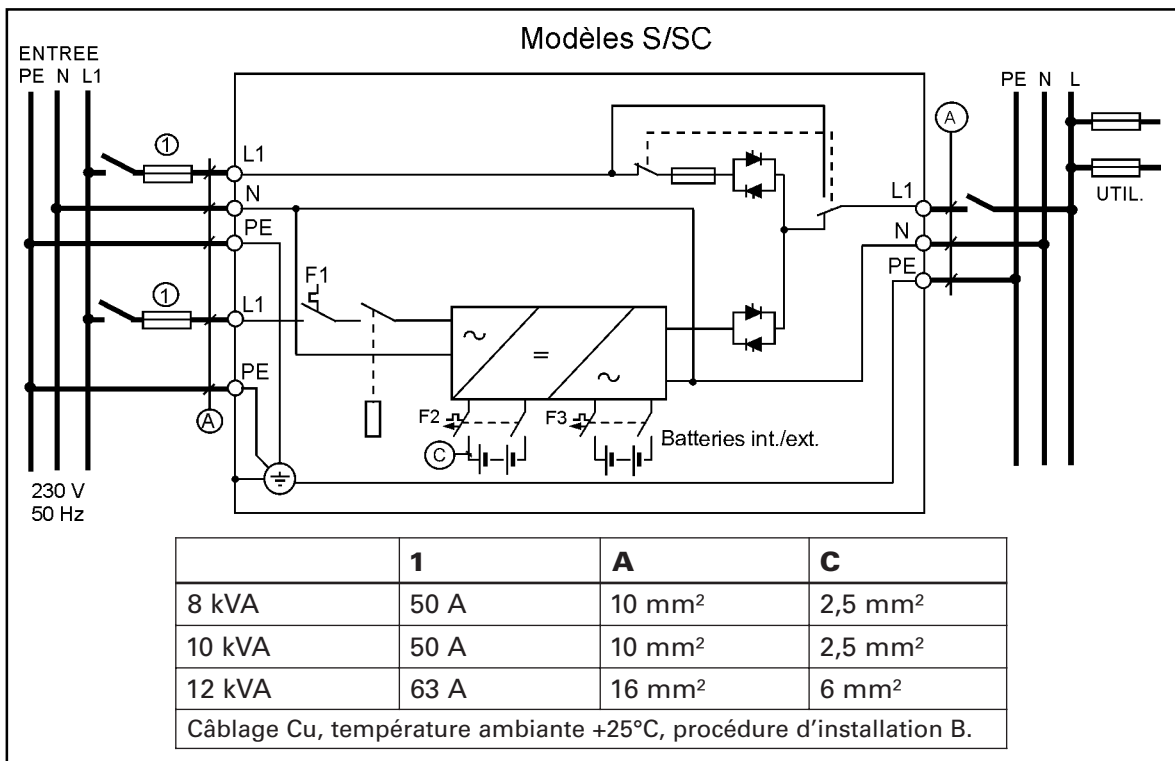 Modèles S/SC
ENTREE
PE N L1
PE N L
1
A
L1
N
PE
L1
N
PE
UTIL.
1
F1
L1
PE
A
~
=
~
F2
F3
Batteries int./ext.
C
230 V
50 Hz
1 A C
8 kVA 50 A 10 mm² 2,5 mm²
10 kVA 50 A 10 mm² 2,5 mm²
12 kVA 63 A 16 mm² 6 mm²
Câblage Cu, température ambiante +25°C, procédure d’installation B.